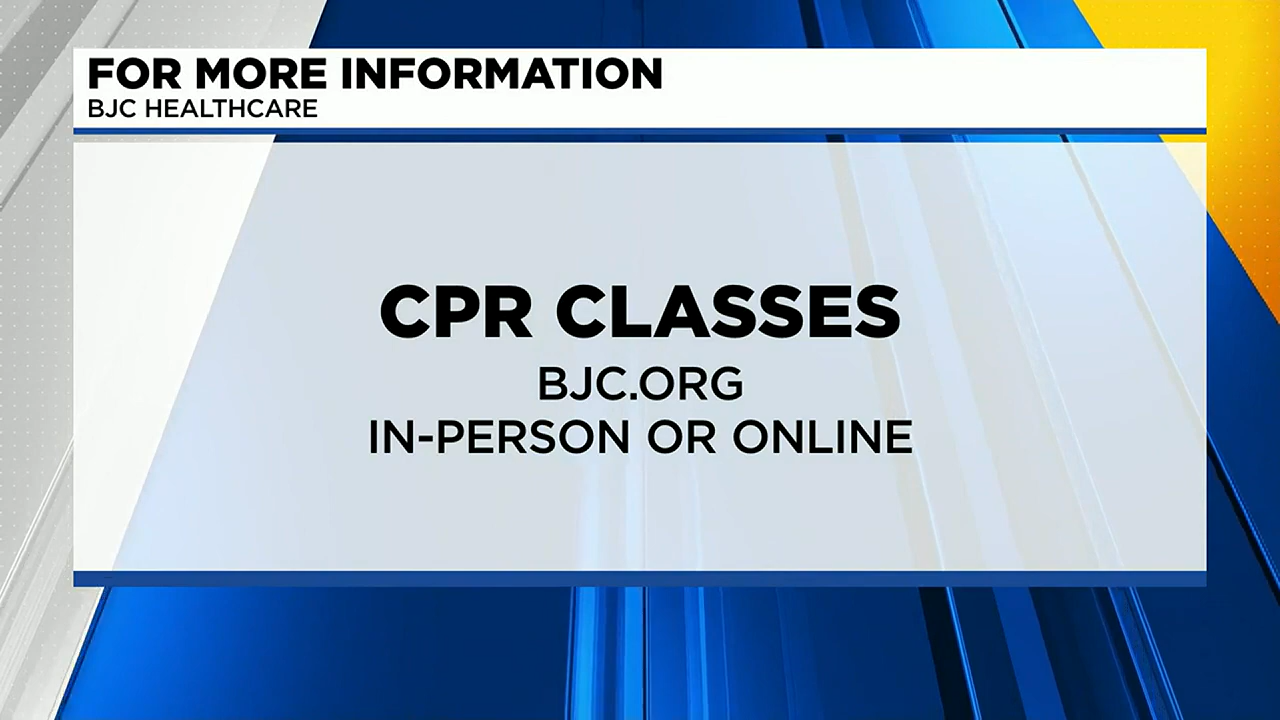 FOR MORE INFORMATION
BJC HEALTHCARE
CPR CLASSES
BJC.ORG
IN-PERSON OR ONLINE